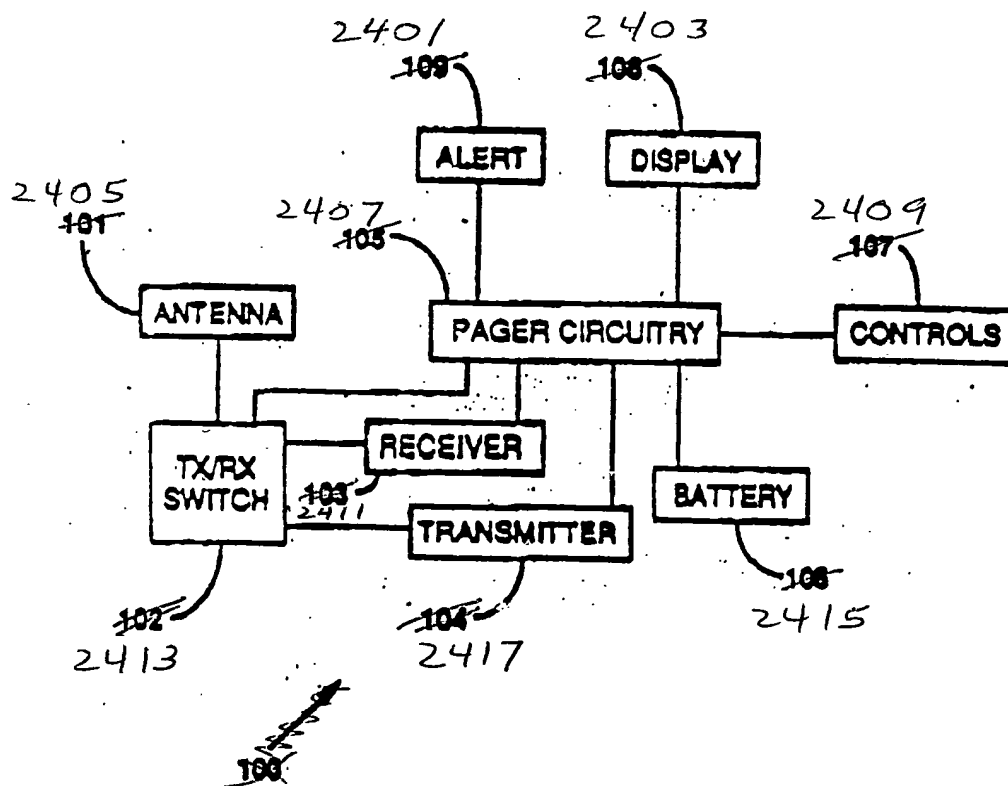 2401
109
2403
108
ALERT
DISPLAY
2405
101
2407
105
2409
107
ANTENNA
PAGER CIRCUITRY
CONTROLS
TX/RX
SWITCH
RECEIVER
103
2411
BATTERY
TRANSMITTER
102
2413
104
2417
106
2415
100